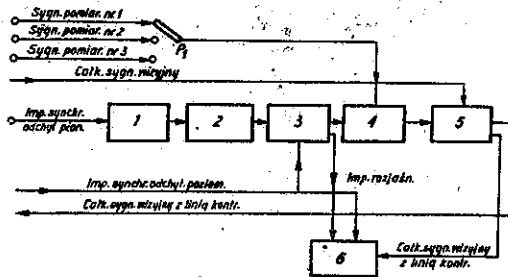 Sygn. pomiar. nr 1
Sygn. pomiar. nr 2
Sygn. pomiar. nr 3
P1
Całk. sygn. wizyjny
Imp. synchr.
odchyl. pion.
1
2
3
4
5
Imp. rozjaśn.
Imp. synchr. odchyl. poziom.
Całk. sygn. wizyjny z linią kontr.
6
Całk. sygn. wizyjny
z linią kontr.